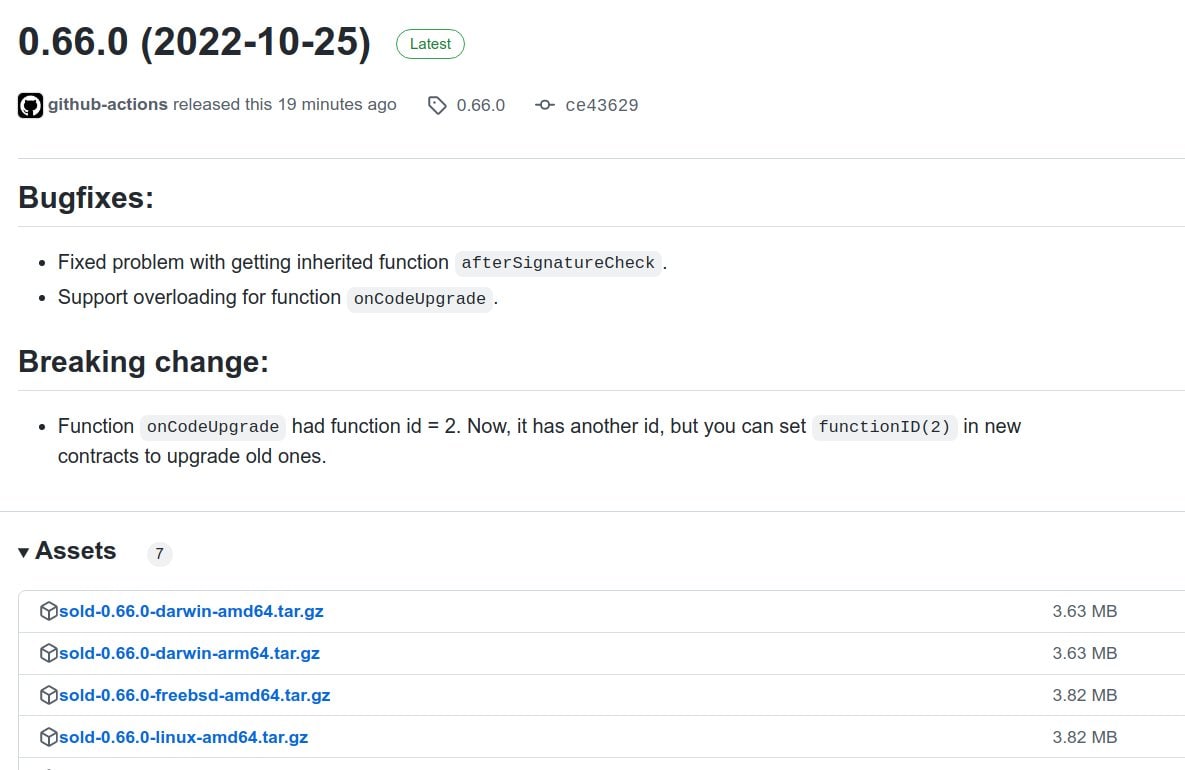 0.66.0 (2022-10-25) Latest
github-actions released this 19 minutes ago 0.66.0 ce43629
Bugfixes:
• Fixed problem with getting inherited function afterSignatureCheck.
• Support overloading for function onCodeUpgrade.
Breaking change:
• Function onCodeUpgrade had function id = 2. Now, it has another id, but you can set functionID(2) in new
contracts to upgrade old ones.
▾ Assets 7
sold-0.66.0-darwin-amd64.tar.gz 3.63 MB
sold-0.66.0-darwin-arm64.tar.gz 3.63 MB
sold-0.66.0-freebsd-amd64.tar.gz 3.82 MB
sold-0.66.0-linux-amd64.tar.gz 3.82 MB